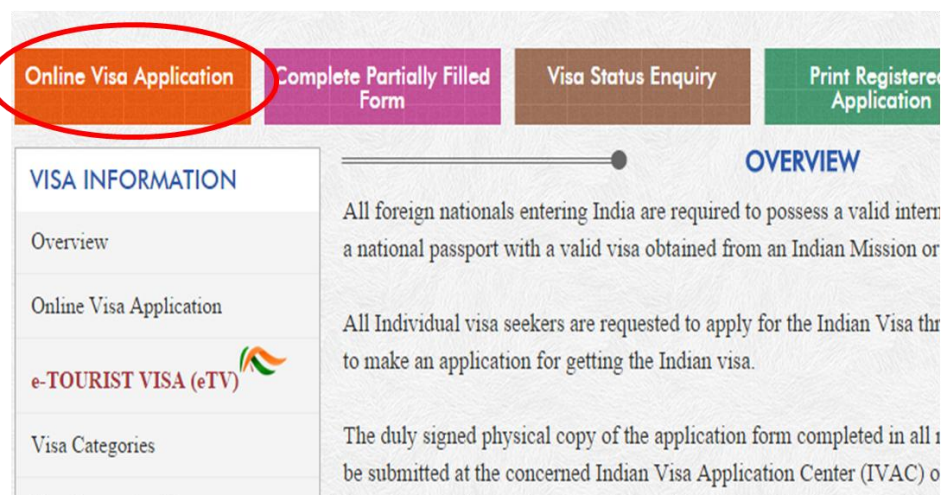 Online Visa Application
Complete Partially Filled
Form
Visa Status Enquiry
Print Registered
Application
VISA INFORMATION
Overview
Online Visa Application
e-TOURIST VISA (eTV)
Visa Categories
OVERVIEW
All foreign nationals entering India are required to possess a valid intern
a national passport with a valid visa obtained from an Indian Mission or
All Individual visa seekers are requested to apply for the Indian Visa thr
to make an application for getting the Indian visa.
The duly signed physical copy of the application form completed in all
be submitted at the concerned Indian Visa Application Center (IVAC) o